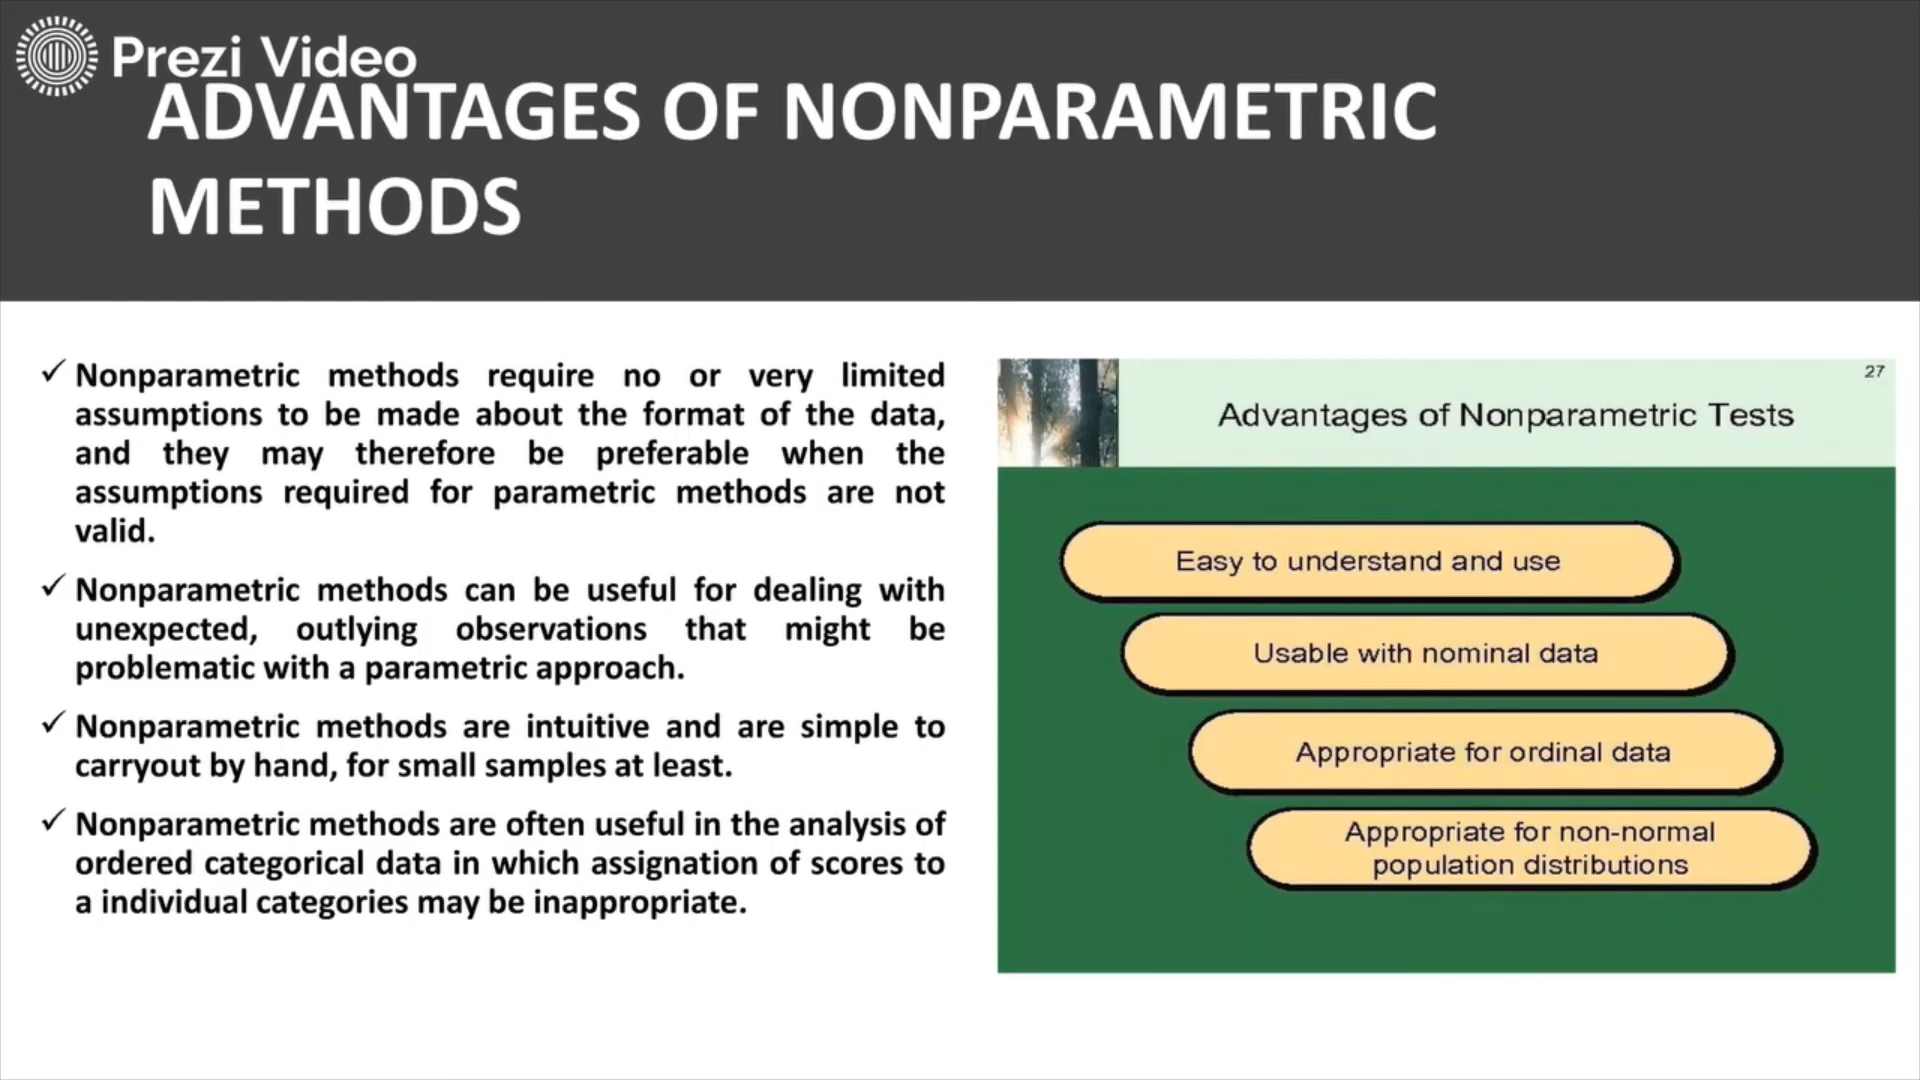 Prezi Video
ADVANTAGES OF NONPARAMETRIC
METHODS
✓ Nonparametric methods require no or very limited
assumptions to be made about the format of the data,
and they may therefore be preferable when the
assumptions required for parametric methods are not
valid.
✓ Nonparametric methods can be useful for dealing with
unexpected, outlying observations that might be
problematic with a parametric approach.
✓ Nonparametric methods are intuitive and are simple to
carryout by hand, for small samples at least.
✓ Nonparametric methods are often useful in the analysis of
ordered categorical data in which assignation of scores to
a individual categories may be inappropriate.
27
Advantages of Nonparametric Tests
Easy to understand and use
Usable with nominal data
Appropriate for ordinal data
Appropriate for non-normal
population distributions